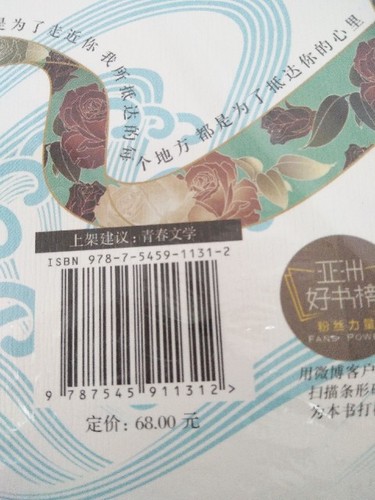 是为了走近你 我所抵达的每
个地方 都是为了抵达你的心里
上架建议：青春文学
ISBN 978-7-5459-1131-2
9 787545 911312 >
定价：68.00 元
亚洲
好书榜
粉丝力量
FANS POWE
用微博客户
扫描条形码
为本书打榜